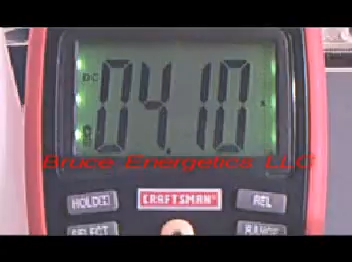 DC
04.10
Bruce Energetics LLC
HOLD
CRAFTSMAN
REL
SELECT
RANGE